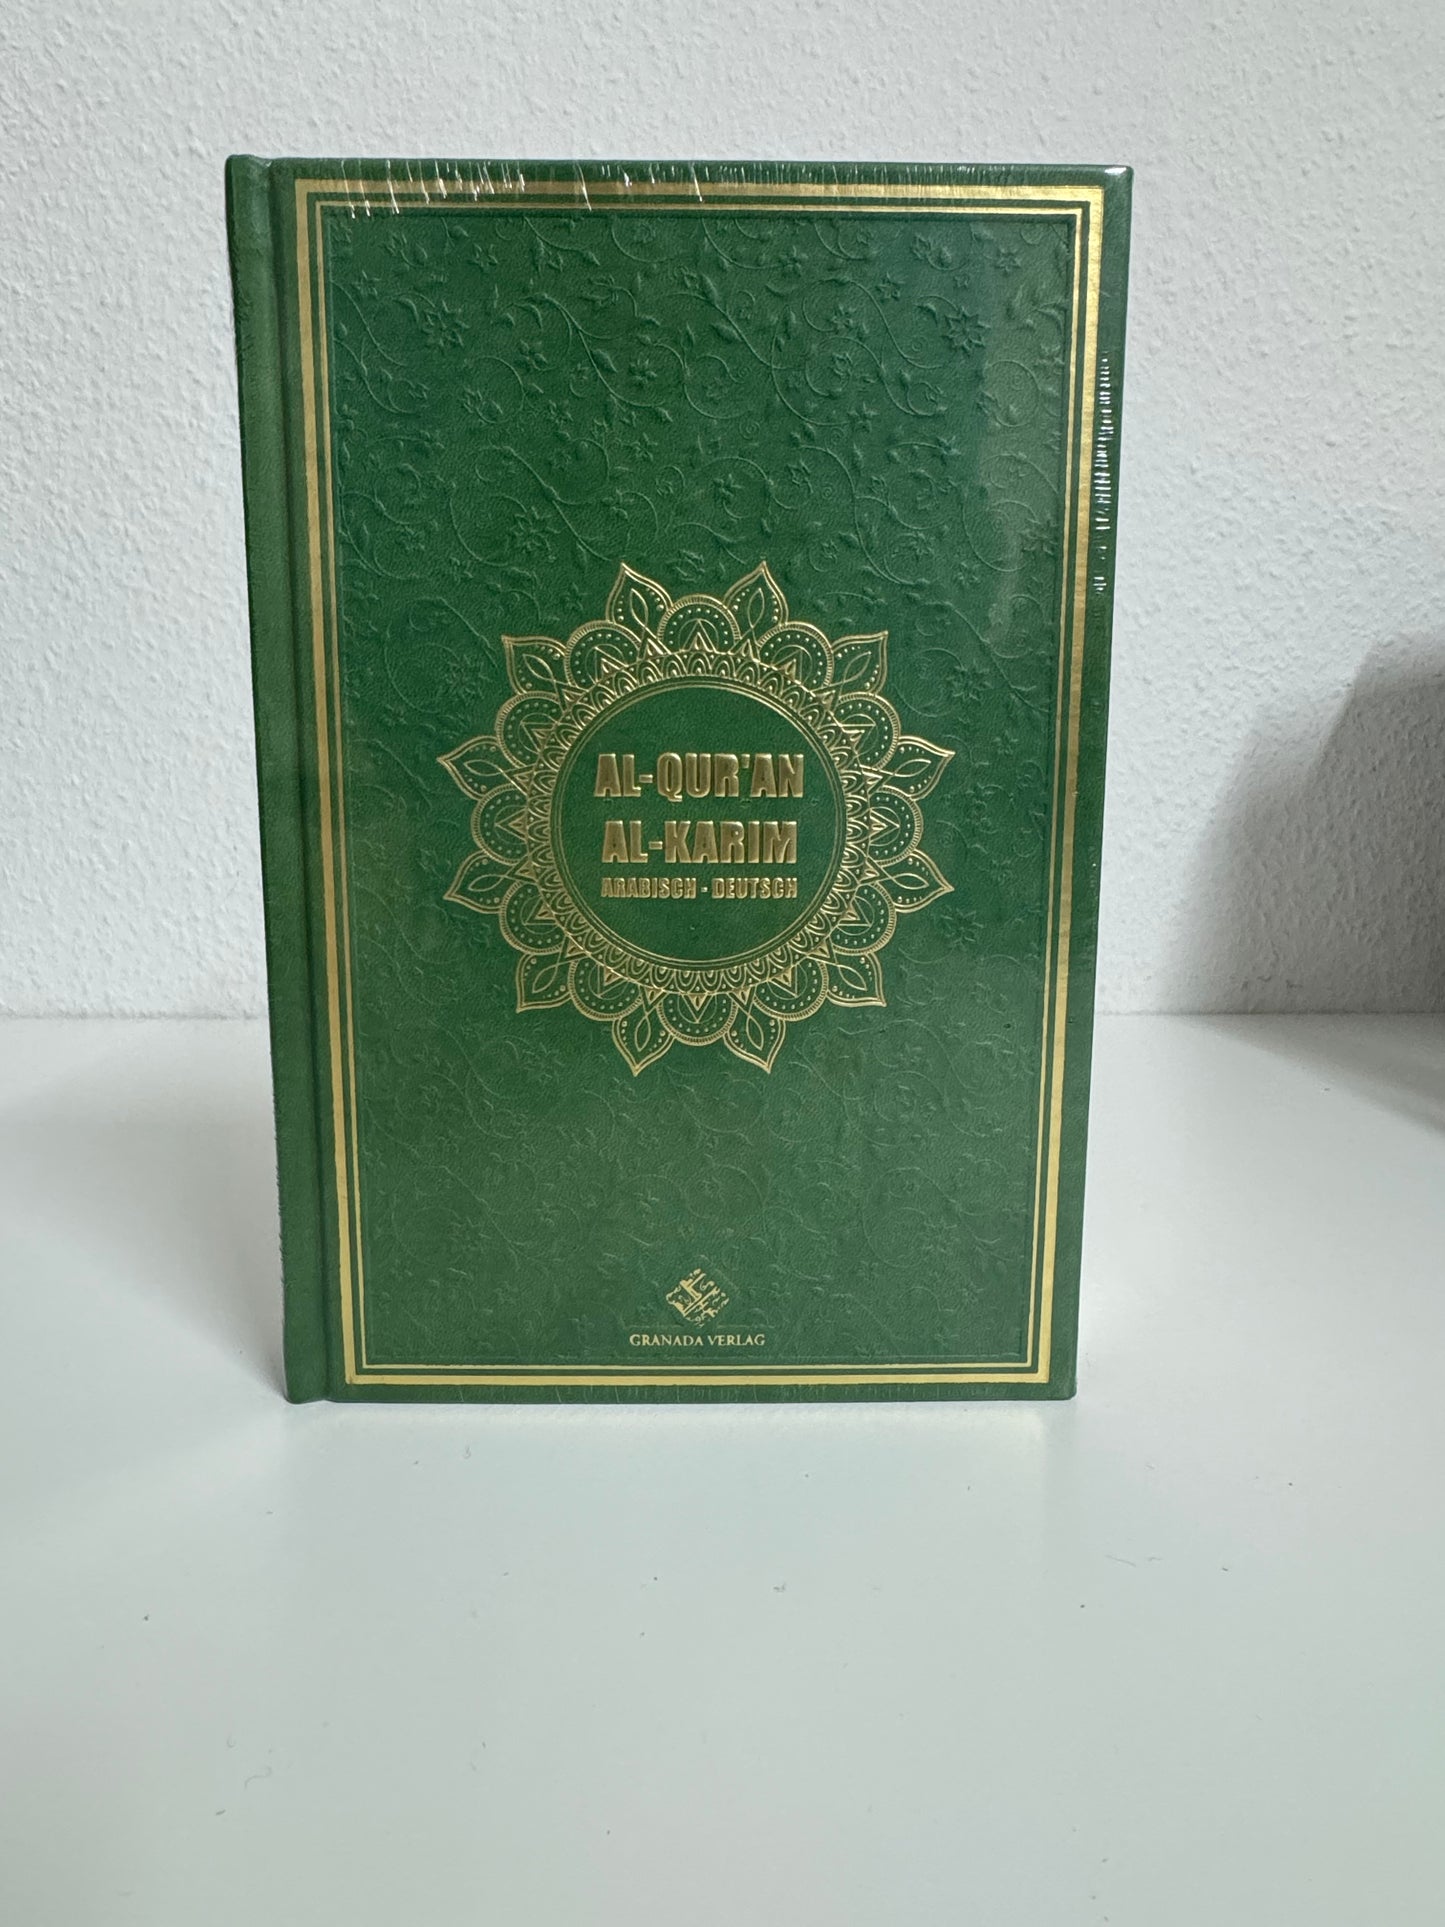 AL-QUR'AN
AL-KARIM
ARABISCH - DEUTSCH
GRANADA VERLAG